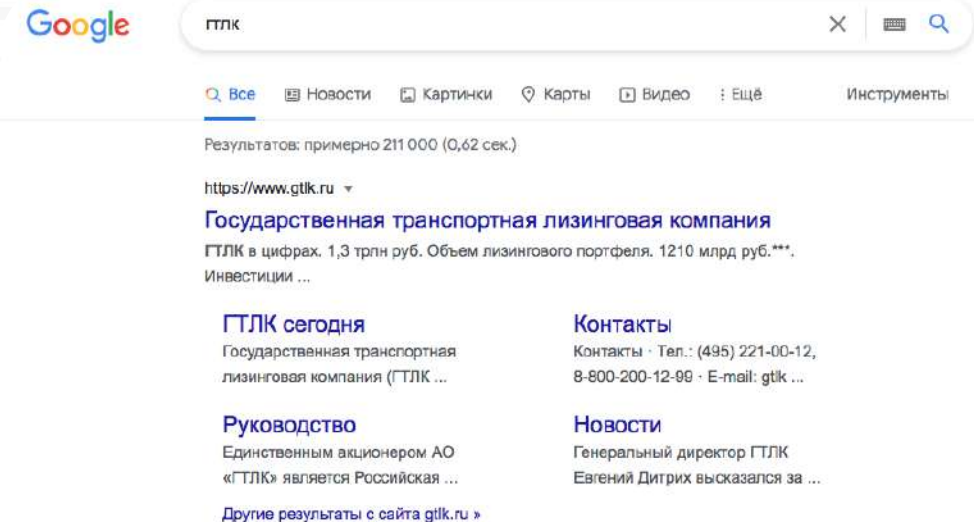 Google
ГТЛК
Все
Новости
Картинки
Карты
Видео
Ещё
Инструменты
Результатов: примерно 211 000 (0,62 сек.)
https://www.gtlk.ru
Государственная транспортная лизинговая компания
ГТЛК в цифрах. 1,3 трлн руб. Объем лизингового портфеля. 1210 млрд руб.***.
Инвестиции ...
ГТЛК сегодня
Государственная транспортная
лизинговая компания (ГТЛК ...
Контакты
Контакты · Тел.: (495) 221-00-12,
8-800-200-12-99 · E-mail: gtlk ...
Руководство
Единственным акционером АО
«ГТЛК» является Российская ...
Новости
Генеральный директор ГТЛК
Евгений Дитрих высказался за ...
Другие результаты с сайта gtlk.ru »